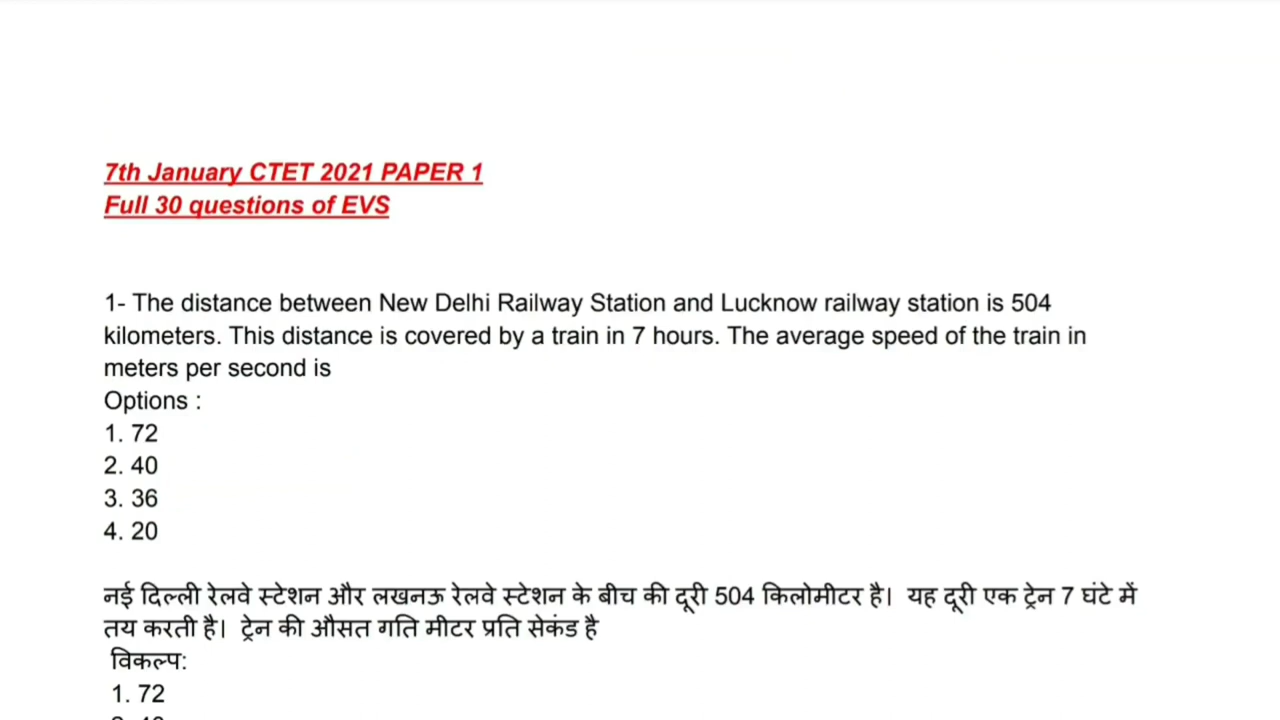 7th January CTET 2021 PAPER 1
Full 30 questions of EVS
1- The distance between New Delhi Railway Station and Lucknow railway station is 504
kilometers. This distance is covered by a train in 7 hours. The average speed of the train in
meters per second is
Options :
1. 72
2. 40
3. 36
4. 20
नई दिल्ली रेलवे स्टेशन और लखनऊ रेलवे स्टेशन के बीच की दूरी 504 किलोमीटर है। यह दूरी एक ट्रेन 7 घंटे में
तय करती है। ट्रेन की औसत गति मीटर प्रति सेकंड है
विकल्प:
1. 72